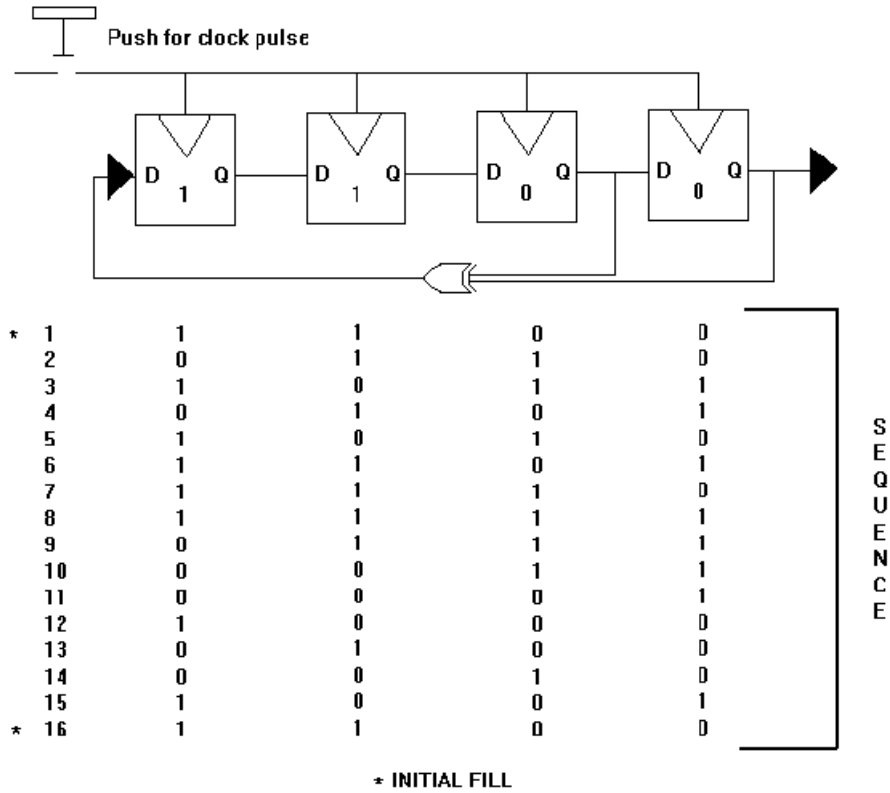 Push for clock pulse
D Q D Q D Q D Q
1 1 0 0
* 1 1 1 0 0
2 0 1 1 0
3 1 0 1 1
4 0 1 0 1
5 1 0 1 0
6 1 1 0 1
7 1 1 1 0
8 1 1 1 1
9 0 1 1 1
10 0 0 1 1
11 0 0 0 1
12 1 0 0 0
13 0 1 0 0
14 0 0 1 0
15 1 0 0 1
* 16 1 1 0 0
SEQUENCE
* INITIAL FILL